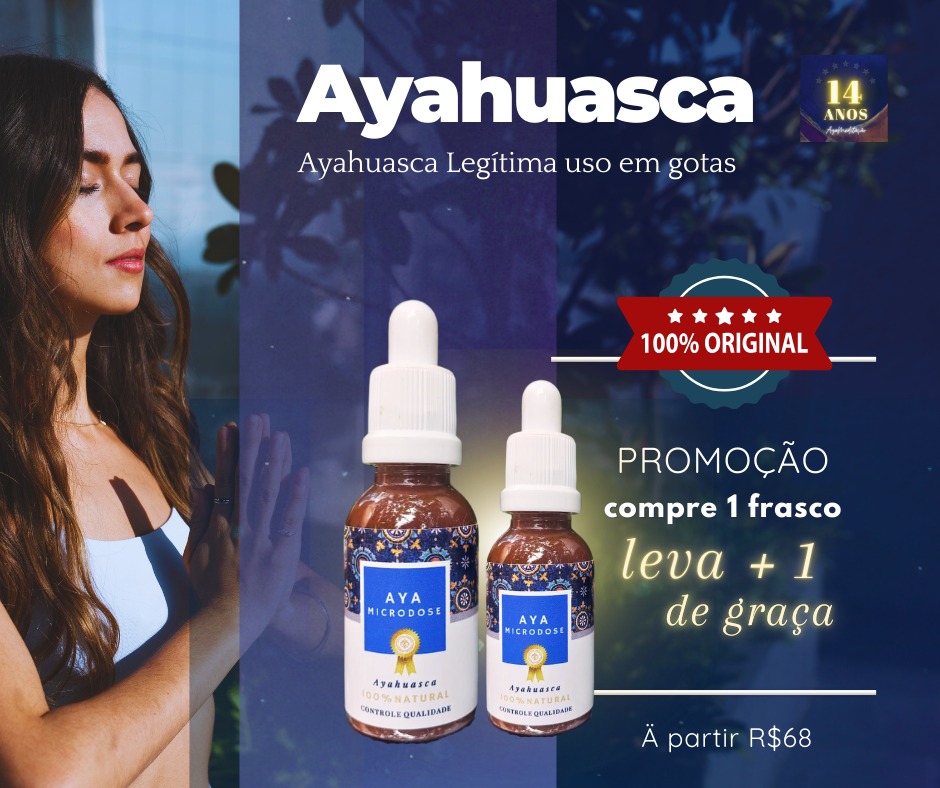 Ayahuasca
Ayahuasca Legítima uso em gotas
14
ANOS
AyaMeditação
100% ORIGINAL
PROMOÇÃO
compre 1 frasco
leva + 1
de graça
AYA
MICRODOSE
Ayahuasca
100% NATURAL
CONTROLE QUALIDADE
AYA
MICRODOSE
Ayahuasca
100% NATURAL
CONTROLE QUALIDADE
Ä partir R$68